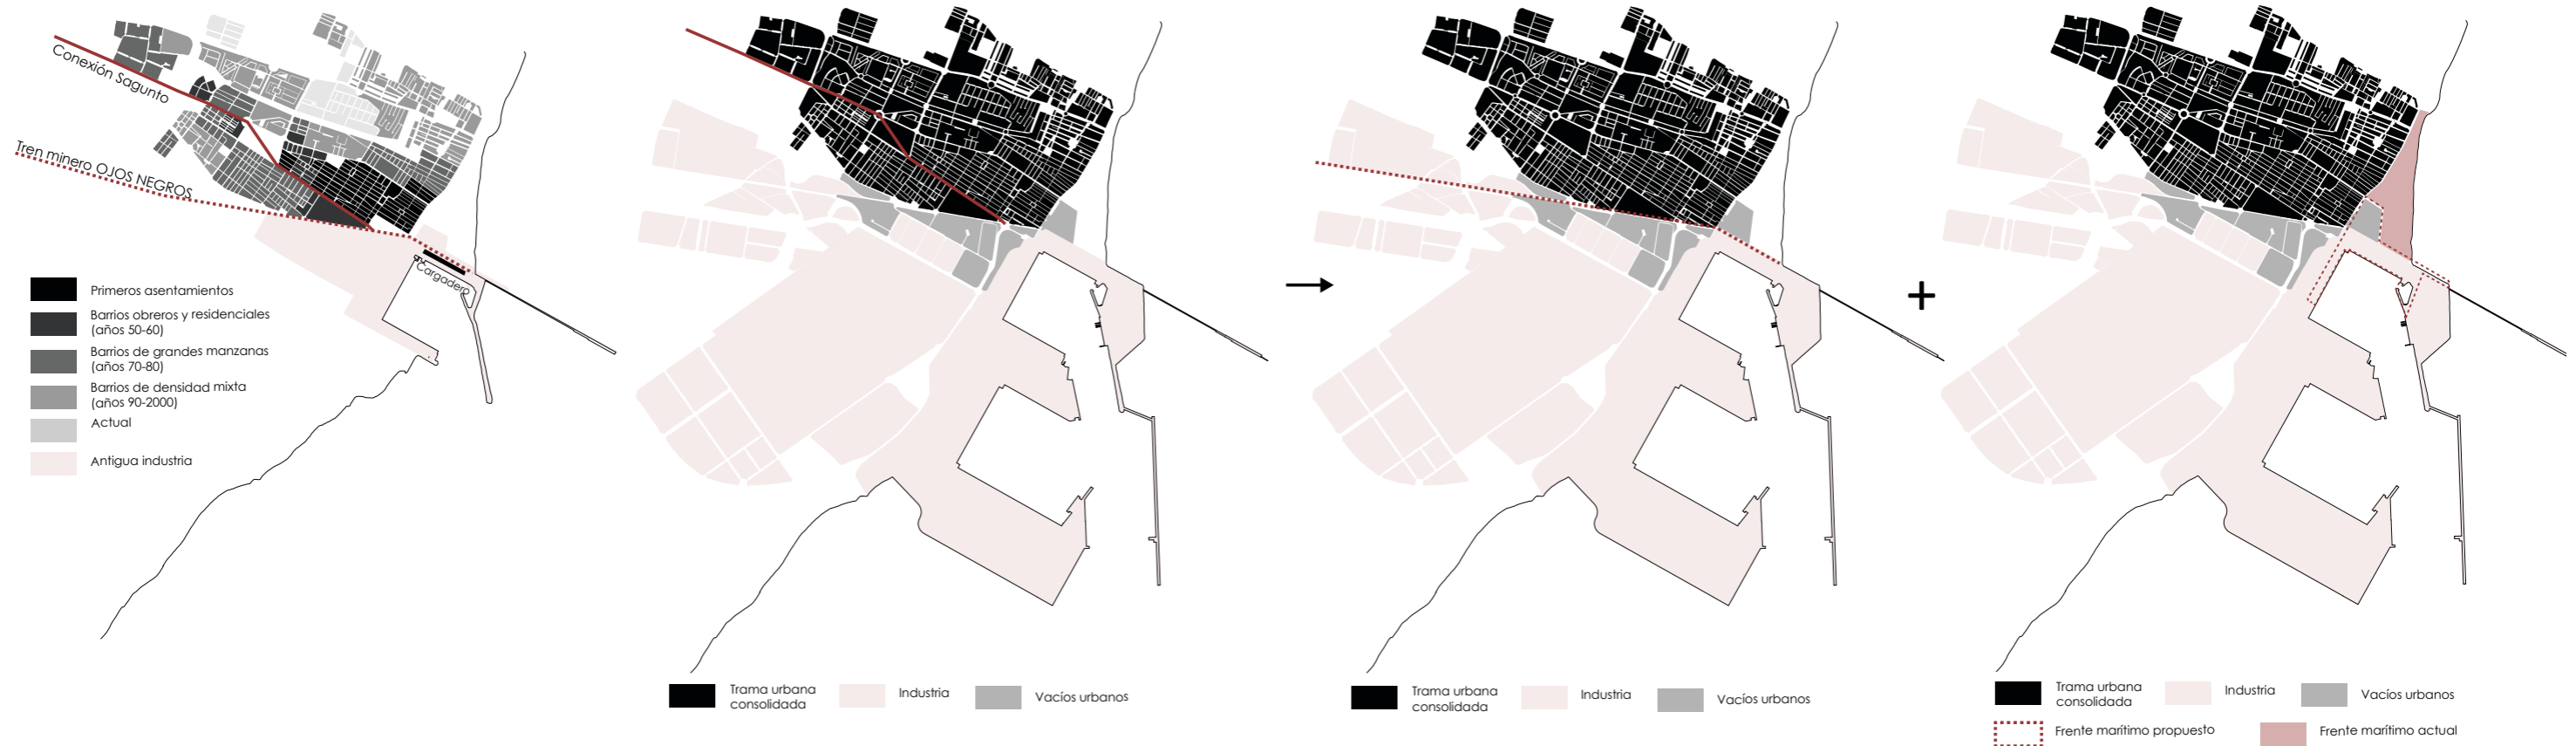 Conexión Sagunto
Tren minero OJOS NEGROS
Cargadero
Primeros asentamientos
Barrios obreros y residenciales
(años 50-60)
Barrios de grandes manzanas
(años 70-80)
Barrios de densidad mixta
(años 90-2000)
Actual
Antigua industria
Trama urbana
consolidada
Industria
Vacíos urbanos
Trama urbana
consolidada
Industria
Vacíos urbanos
+
Trama urbana
consolidada
Industria
Vacíos urbanos
Frente marítimo propuesto
Frente marítimo actual